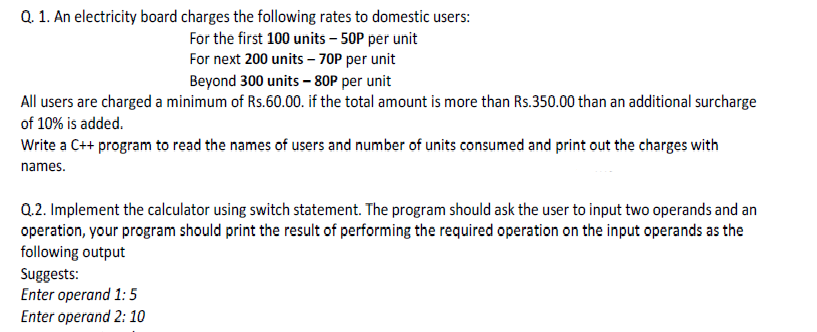 Q. 1. An electricity board charges the following rates to domestic users:
For the first 100 units – 50P per unit
For next 200 units – 70P per unit
Beyond 300 units – 80P per unit
All users are charged a minimum of Rs.60.00. if the total amount is more than Rs.350.00 than an additional surcharge
of 10% is added.
Write a C++ program to read the names of users and number of units consumed and print out the charges with
names.
Q.2. Implement the calculator using switch statement. The program should ask the user to input two operands and an
operation, your program should print the result of performing the required operation on the input operands as the
following output
Suggests:
Enter operand 1: 5
Enter operand 2: 10